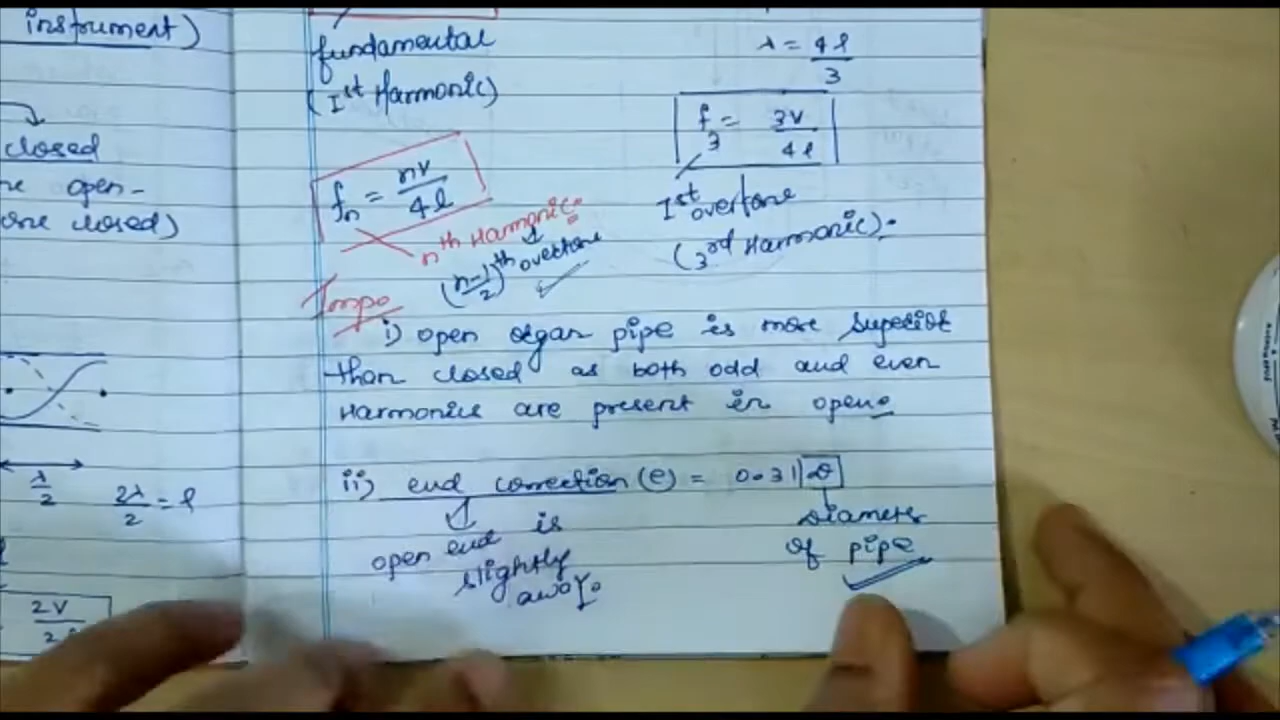 instrument)
closed
open-
one closed)
λ/2 2λ/2 = l
2V
fundamental
(Ist Harmonic)
fn = nv/4l
nth Harmonic.
(n-1/2)th overtone
λ = 4l/3
f3 = 3V/4l
Ist overtone
(3rd Harmonic).
Impo
i) open organ pipe is more superior
than closed as both odd and even
Harmonics are present in open.
ii) end correction (e) = 0.3 D
open end is
slightly
away.
Diameter
of pipe